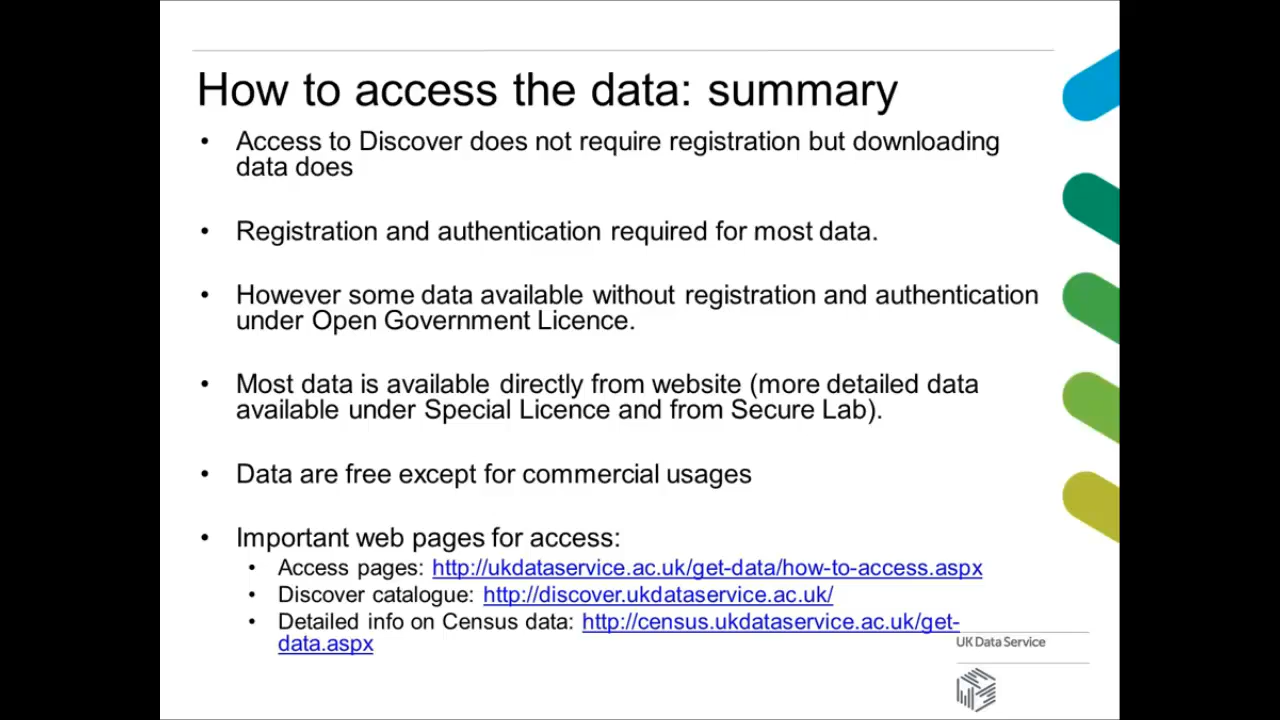 How to access the data: summary
• Access to Discover does not require registration but downloading
data does
• Registration and authentication required for most data.
• However some data available without registration and authentication
under Open Government Licence.
• Most data is available directly from website (more detailed data
available under Special Licence and from Secure Lab).
• Data are free except for commercial usages
• Important web pages for access:
• Access pages: http://ukdataservice.ac.uk/get-data/how-to-access.aspx
• Discover catalogue: http://discover.ukdataservice.ac.uk/
• Detailed info on Census data: http://census.ukdataservice.ac.uk/get-
data.aspx
UK Data Service